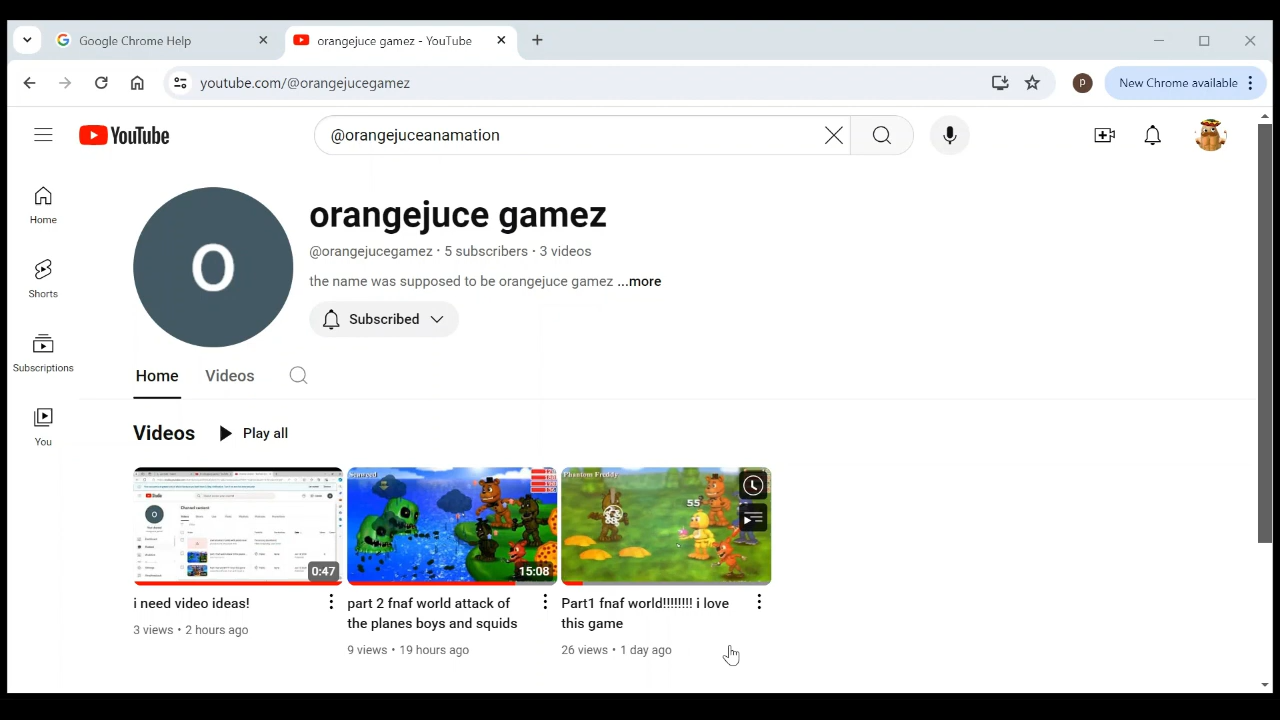 Google Chrome Help
orangejuce gamez - YouTube
youtube.com/@orangejucegamez
p
New Chrome available
YouTube
@orangejuceanamation
Home
Shorts
Subscriptions
You
O
orangejuce gamez
@orangejucegamez · 5 subscribers · 3 videos
the name was supposed to be orangejuce gamez ...more
Subscribed
Home
Videos
Videos
Play all
0:47
15:08
Phantom Freddy
55
i need video ideas!
3 views · 2 hours ago
part 2 fnaf world attack of
the planes boys and squids
9 views · 19 hours ago
Part1 fnaf world!!!!!!!! i love
this game
26 views · 1 day ago